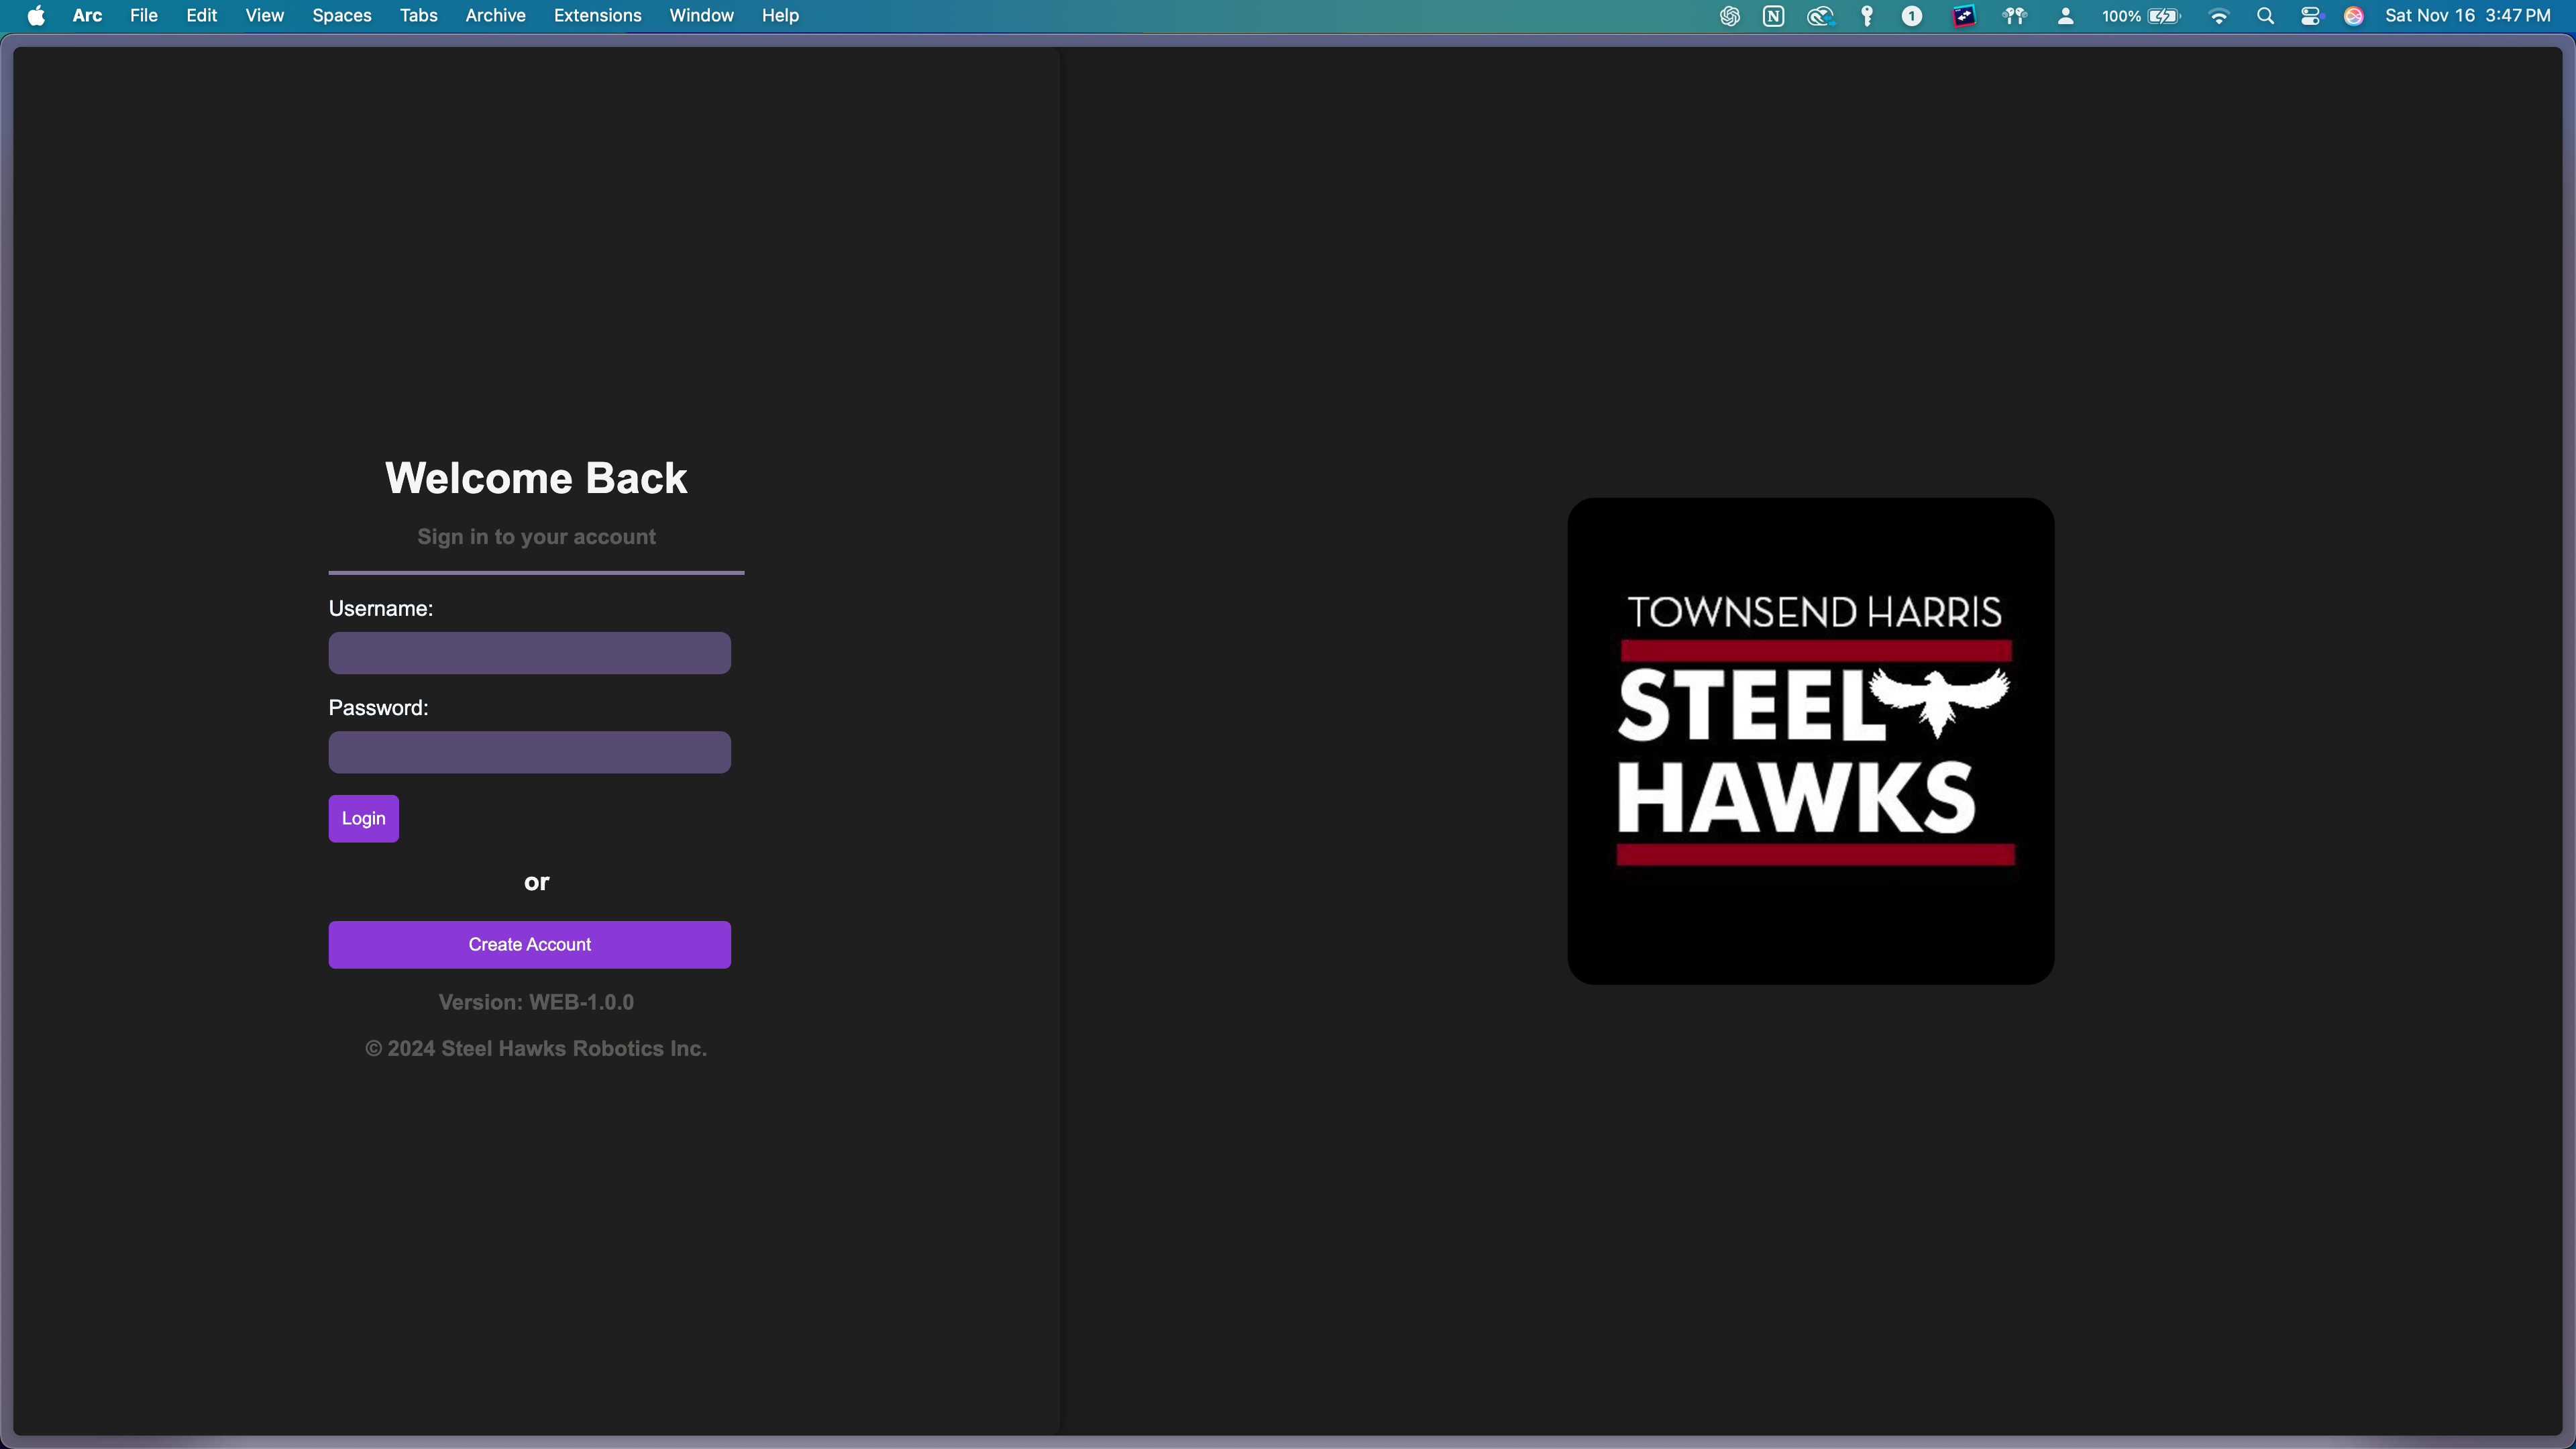 Arc File Edit View Spaces Tabs Archive Extensions Window Help
1 100% Sat Nov 16 3:47 PM
Welcome Back
Sign in to your account
Username:
Password:
Login
or
Create Account
Version: WEB-1.0.0
© 2024 Steel Hawks Robotics Inc.
TOWNSEND HARRIS
STEEL
HAWKS